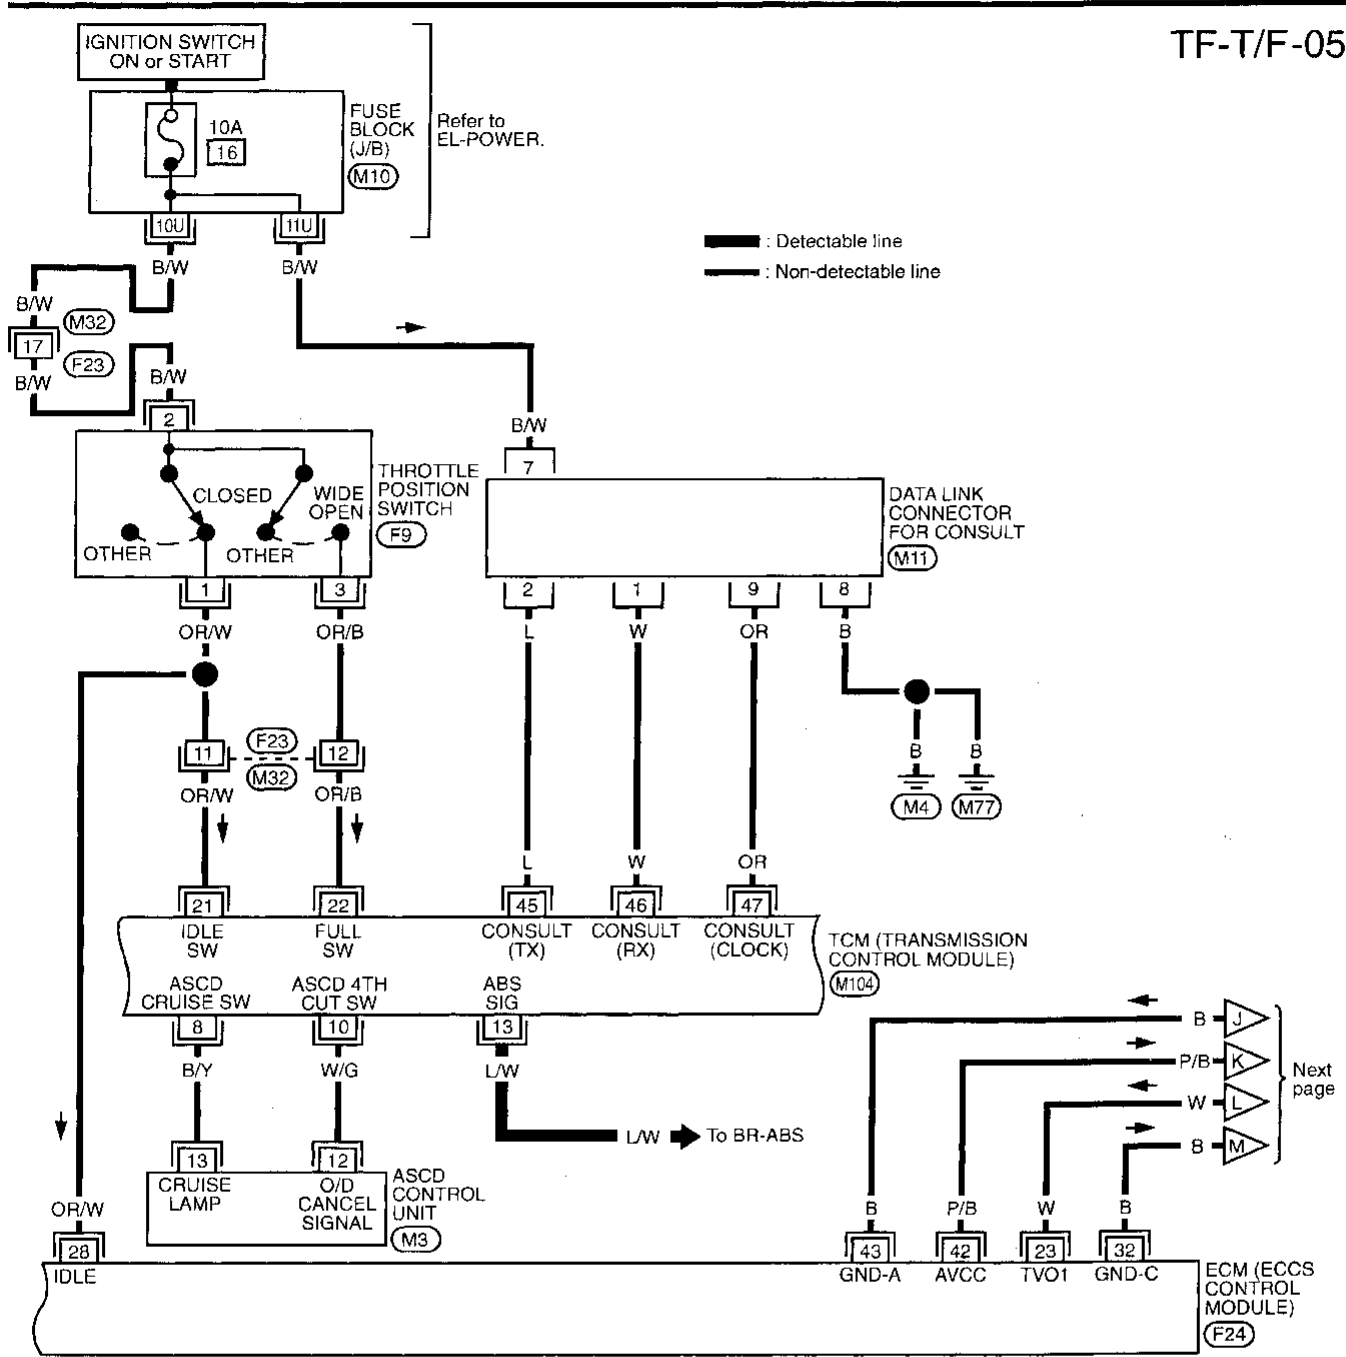 TF-T/F-05
IGNITION SWITCH
ON or START
10A
16
FUSE
BLOCK
(J/B)
M10
Refer to
EL-POWER.
10U
11U
B/W
B/W
: Detectable line
: Non-detectable line
B/W
M32
17
F23
B/W
B/W
2
B/W
7
CLOSED
WIDE
OPEN
OTHER
OTHER
THROTTLE
POSITION
SWITCH
F9
DATA LINK
CONNECTOR
FOR CONSULT
M11
1
3
2
1
9
8
OR/W
OR/B
L
W
OR
B
11
F23
M32
12
OR/W
OR/B
B
B
M4
M77
L
W
OR
21
22
45
46
47
IDLE
SW
FULL
SW
CONSULT
(TX)
CONSULT
(RX)
CONSULT
(CLOCK)
TCM (TRANSMISSION
CONTROL MODULE)
M104
ASCD
CRUISE SW
ASCD 4TH
CUT SW
ABS
SIG
8
10
13
B/Y
W/G
L/W
L/W
To BR-ABS
B
J
P/B
K
W
L
B
M
Next
page
13
12
CRUISE
LAMP
O/D
CANCEL
SIGNAL
ASCD
CONTROL
UNIT
M3
OR/W
B
P/B
W
B
28
43
42
23
32
IDLE
GND-A
AVCC
TVO1
GND-C
ECM (ECCS
CONTROL
MODULE)
F24